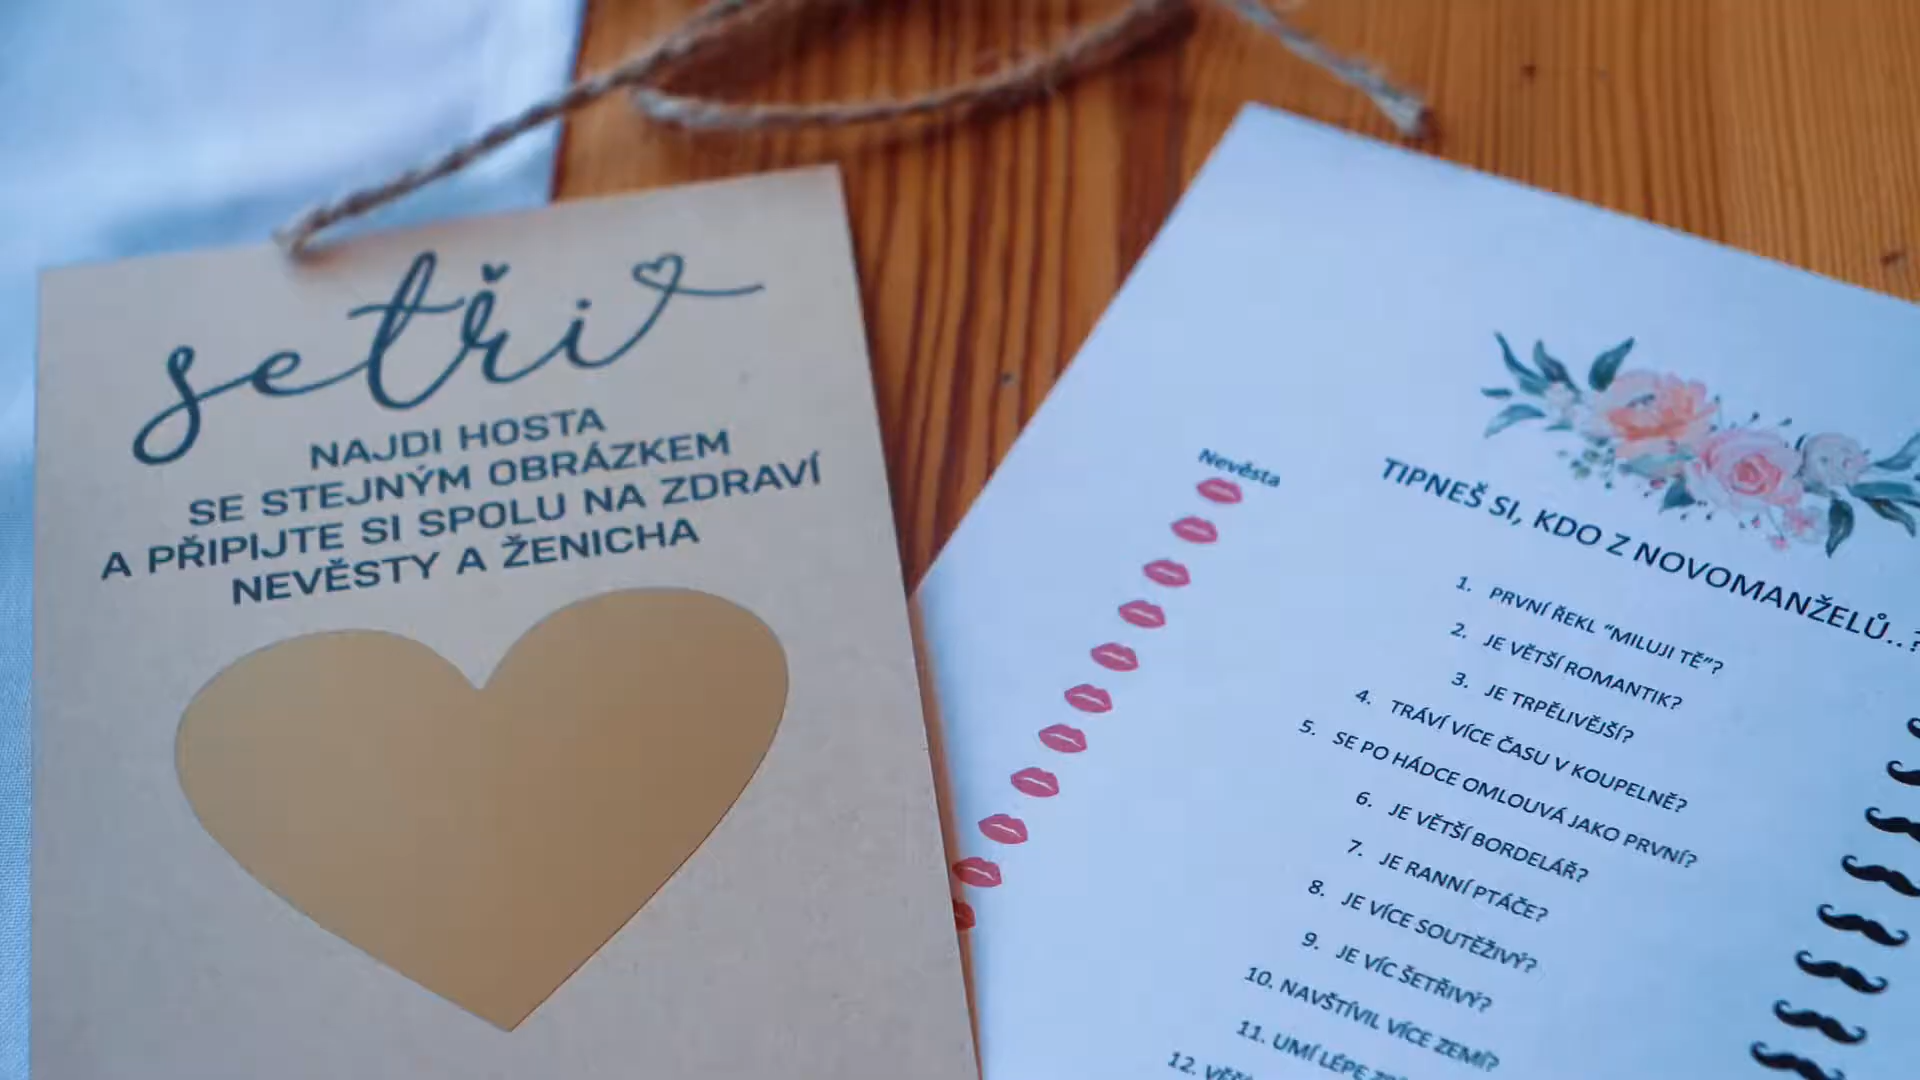 setři
NAJDI HOSTA
SE STEJNÝM OBRÁZKEM
A PŘIPIJTE SI SPOLU NA ZDRAVÍ
NEVĚSTY A ŽENICHA
Nevěsta
TIPNEŠ SI, KDO Z NOVOMANŽELŮ..?
1. PRVNÍ ŘEKL “MILUJI TĚ”?
2. JE VĚTŠÍ ROMANTIK?
3. JE TRPĚLIVĚJŠÍ?
4. TRÁVÍ VÍCE ČASU V KOUPELNĚ?
5. SE PO HÁDCE OMLOUVÁ JAKO PRVNÍ?
6. JE VĚTŠÍ BORDELÁŘ?
7. JE RANNÍ PTÁČE?
8. JE VÍCE SOUTĚŽIVÝ?
9. JE VÍC ŠETŘIVÝ?
10. NAVŠTÍVIL VÍCE ZEMÍ?
11. UMÍ LÉPE
12.